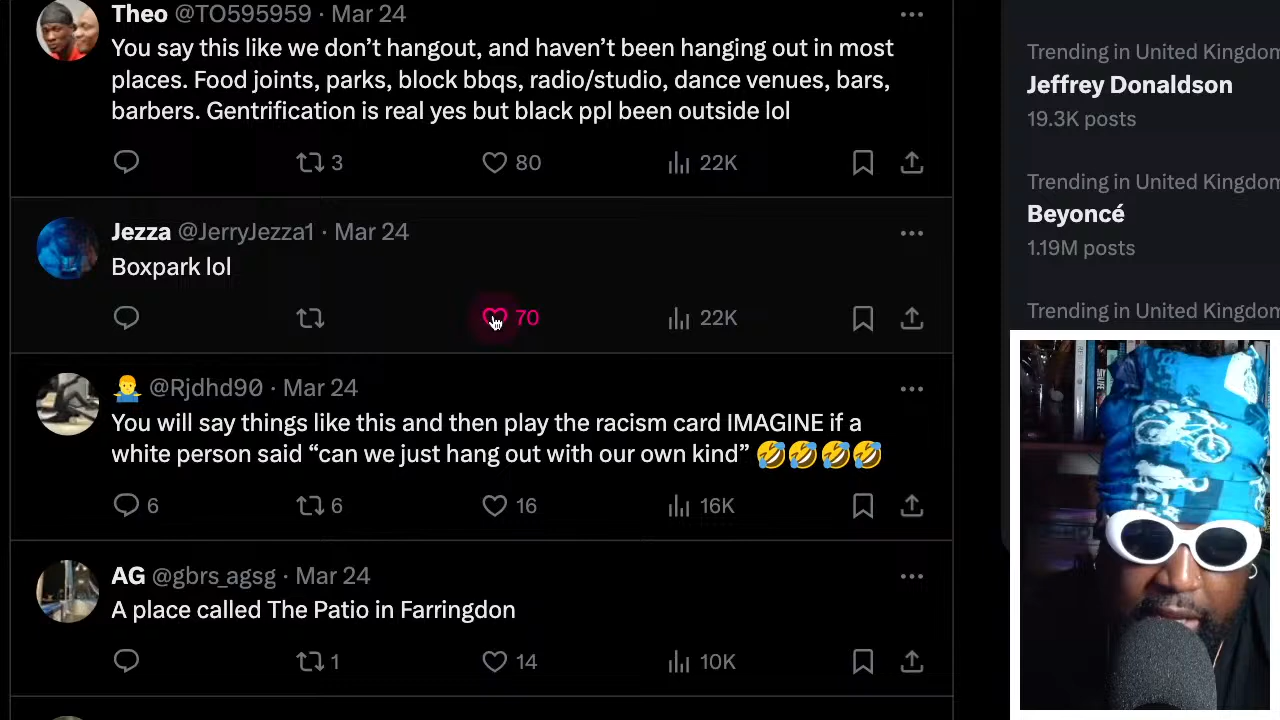 Theo @TO595959 · Mar 24
You say this like we don’t hangout, and haven’t been hanging out in most
places. Food joints, parks, block bbqs, radio/studio, dance venues, bars,
barbers. Gentrification is real yes but black ppl been outside lol
3 80 22K
Jezza @JerryJezza1 · Mar 24
Boxpark lol
70 22K
@Rjdhd90 · Mar 24
You will say things like this and then play the racism card IMAGINE if a
white person said “can we just hang out with our own kind” 🤣🤣🤣🤣
6 6 16 16K
AG @gbrs_agsg · Mar 24
A place called The Patio in Farringdon
1 14 10K
Trending in United Kingdom
Jeffrey Donaldson
19.3K posts
Trending in United Kingdom
Beyoncé
1.19M posts
Trending in United Kingdom